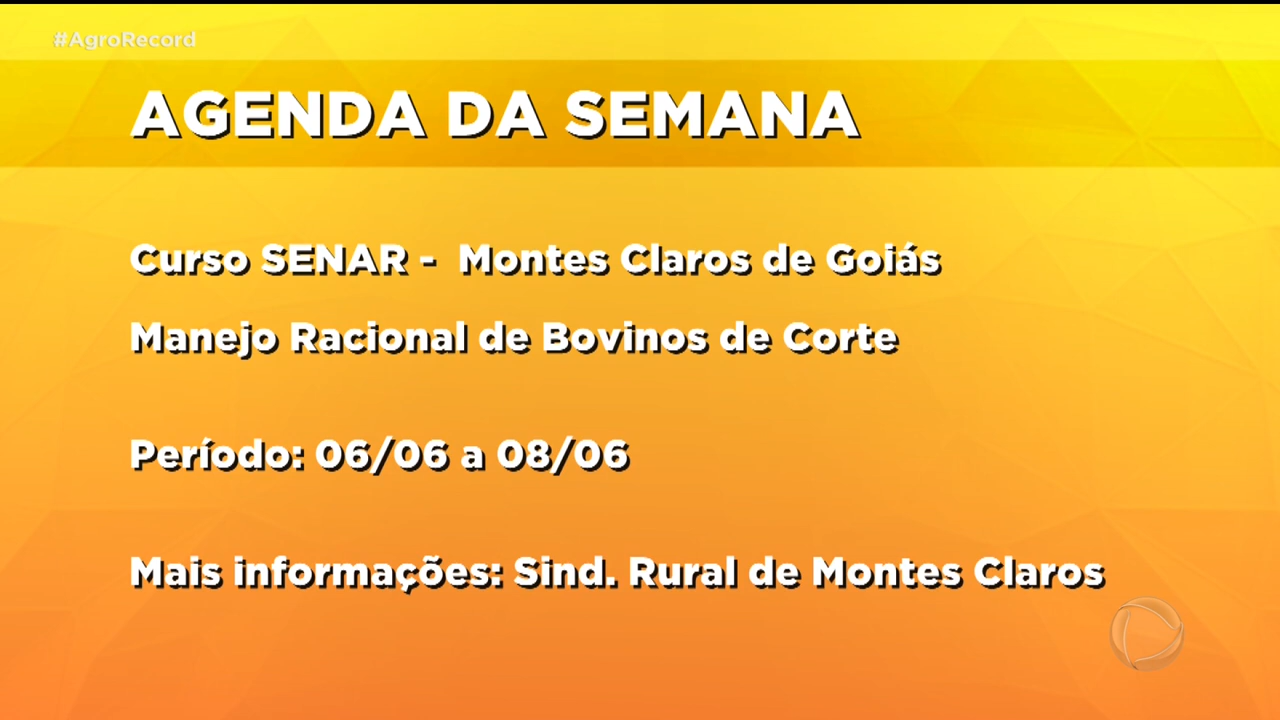 #AgroRecord
AGENDA DA SEMANA
Curso SENAR - Montes Claros de Goiás
Manejo Racional de Bovinos de Corte
Período: 06/06 a 08/06
Mais informações: Sind. Rural de Montes Claros